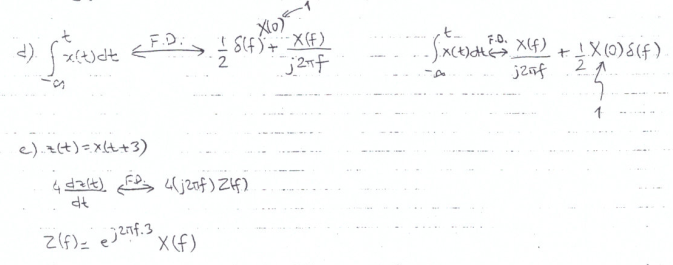 d) ∫_{-∞}^{t} x(t)dt ⟷^{F.D.} 1/2 δ(f) X(0) + X(f)/(j2πf)   1
∫_{-∞}^{t} x(t)dt ⟷^{F.D.} X(f)/(j2πf) + 1/2 X(0) δ(f)
1
e) z(t) = x(t+3)
4 dz(t)/dt ⟷^{F.D.} 4(j2πf) Z(f)
Z(f) = e^{j2πf.3} X(f)